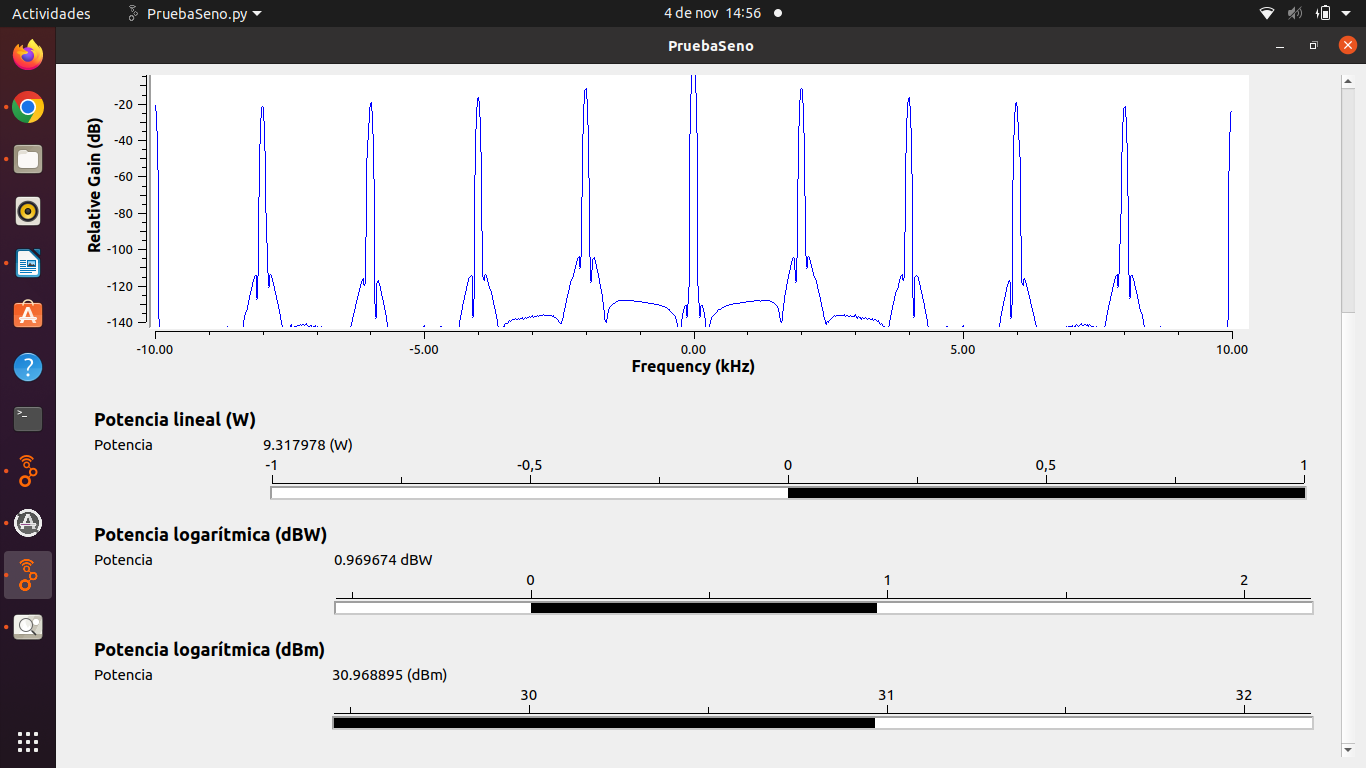 Actividades PruebaSeno.py 4 de nov 14:56
PruebaSeno
Relative Gain (dB)
-20
-40
-60
-80
-100
-120
-140
-10.00 -5.00 0.00 5.00 10.00
Frequency (kHz)
Potencia lineal (W)
Potencia 9.317978 (W)
-1 -0,5 0 0,5 1
Potencia logarítmica (dBW)
Potencia 0.969674 dBW
0 1 2
Potencia logarítmica (dBm)
Potencia 30.968895 (dBm)
30 31 32